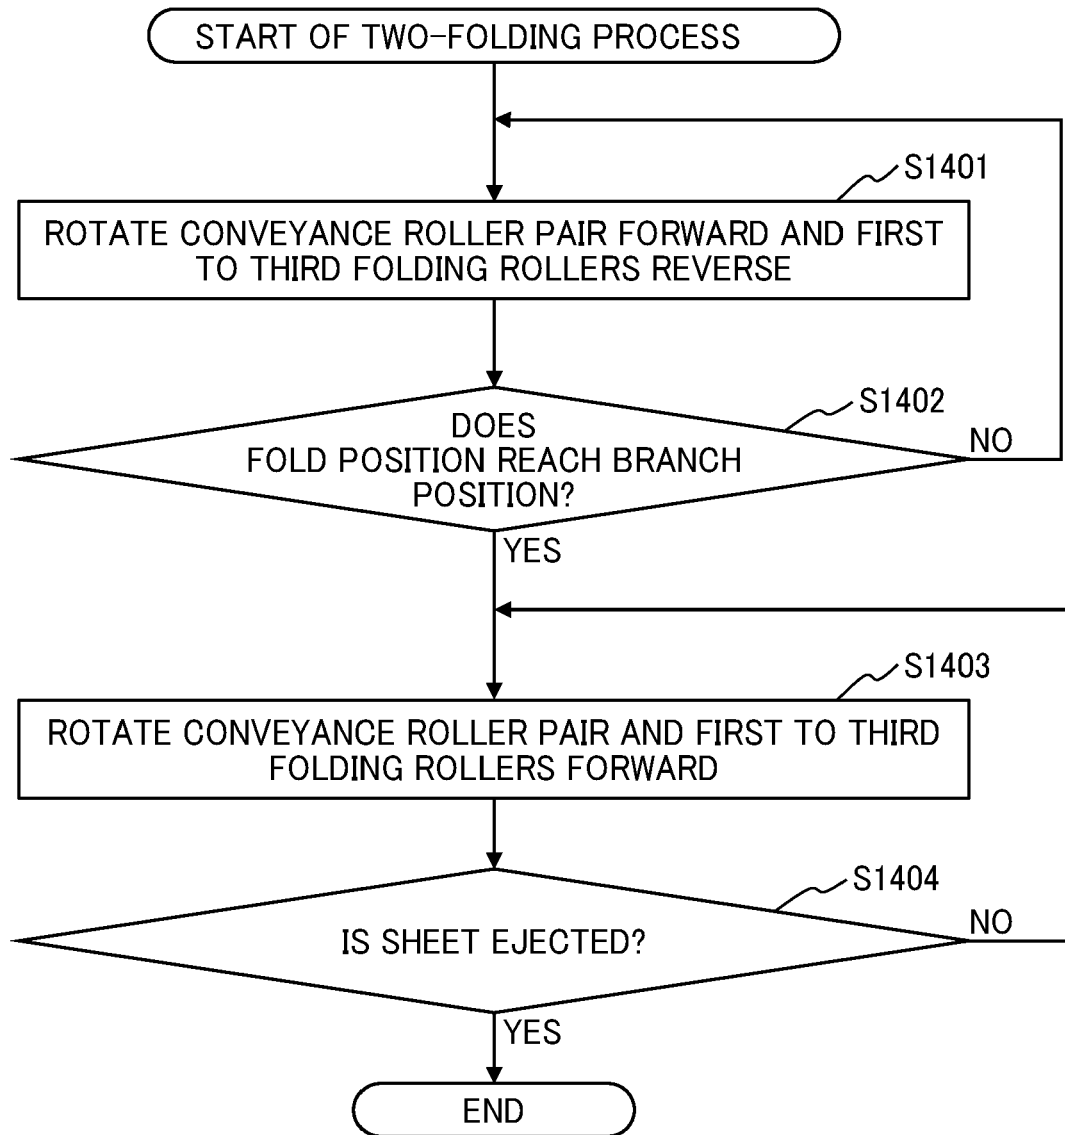 START OF TWO-FOLDING PROCESS
S1401
ROTATE CONVEYANCE ROLLER PAIR FORWARD AND FIRST
TO THIRD FOLDING ROLLERS REVERSE
S1402
DOES
FOLD POSITION REACH BRANCH
POSITION?
NO
YES
S1403
ROTATE CONVEYANCE ROLLER PAIR AND FIRST TO THIRD
FOLDING ROLLERS FORWARD
S1404
IS SHEET EJECTED?
NO
YES
END